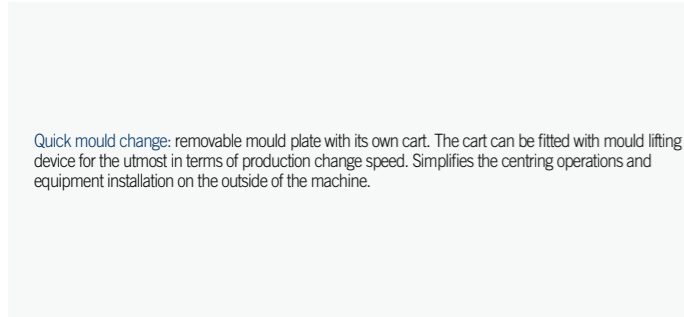 Quick mould change: removable mould plate with its own cart. The cart can be fitted with mould lifting
device for the utmost in terms of production change speed. Simplifies the centring operations and
equipment installation on the outside of the machine.